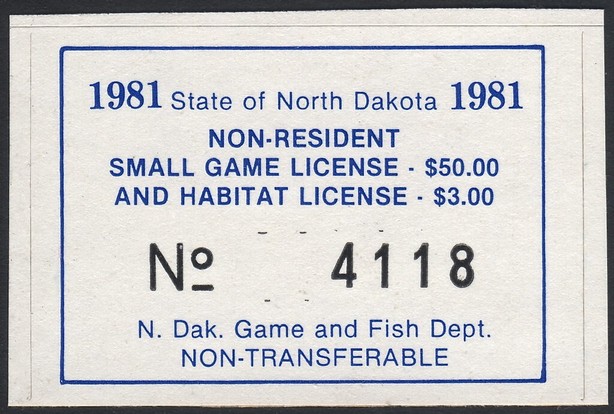 1981 State of North Dakota 1981
NON-RESIDENT
SMALL GAME LICENSE - $50.00
AND HABITAT LICENSE - $3.00
Nº 4118
N. Dak. Game and Fish Dept.
NON-TRANSFERABLE